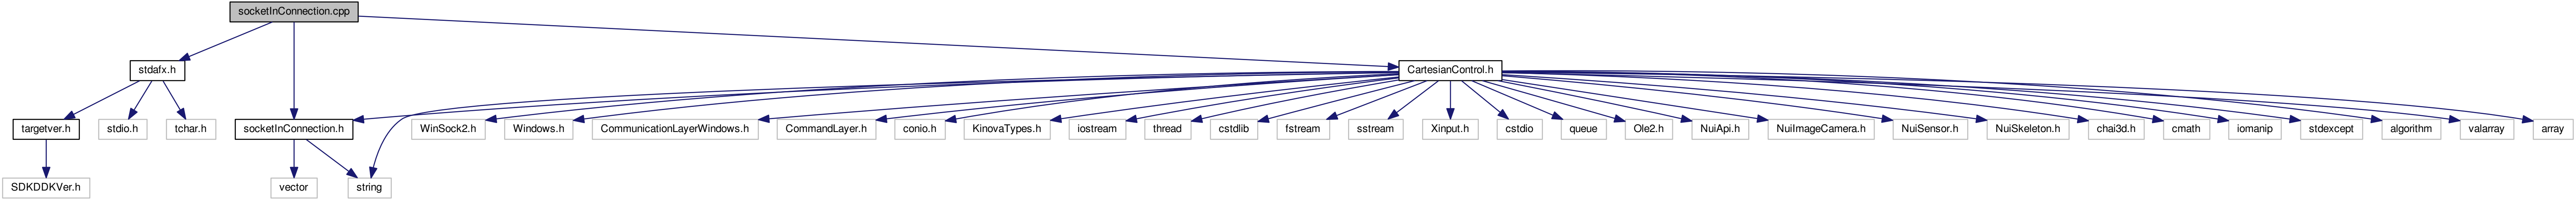 socketInConnection.cpp
stdafx.h
CartesianControl.h
targetver.h
stdio.h
tchar.h
socketInConnection.h
WinSock2.h
Windows.h
CommunicationLayerWindows.h
CommandLayer.h
conio.h
KinovaTypes.h
iostream
thread
cstdlib
fstream
sstream
Xinput.h
cstdio
queue
Ole2.h
NuiApi.h
NuiImageCamera.h
NuiSensor.h
NuiSkeleton.h
chai3d.h
cmath
iomanip
stdexcept
algorithm
valarray
array
SDKDDKVer.h
vector
string